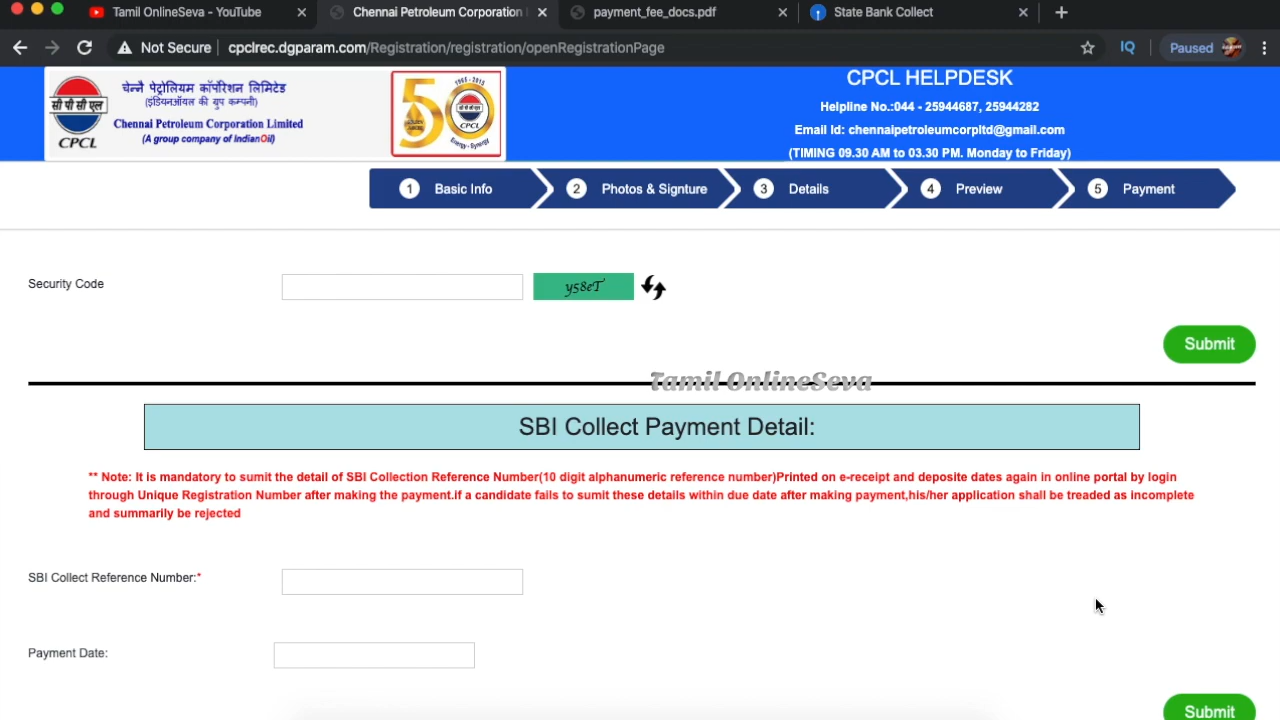 Tamil OnlineSeva - YouTube
Chennai Petroleum Corporation
payment_fee_docs.pdf
State Bank Collect
Not Secure
cpclrec.dgparam.com/Registration/registration/openRegistrationPage
IQ
Paused
सी पी सी एल
CPCL
चेन्नै पेट्रोलियम कॉर्पोरेशन लिमिटेड
(इंडियनऑयल की ग्रुप कम्पनी)
Chennai Petroleum Corporation Limited
(A group company of IndianOil)
CPCL
Energy - Synergy
CPCL HELPDESK
Helpline No.:044 - 25944687, 25944282
Email Id: chennaipetroleumcorpltd@gmail.com
(TIMING 09.30 AM to 03.30 PM. Monday to Friday)
1 Basic Info
2 Photos & Signture
3 Details
4 Preview
5 Payment
Security Code
y58eT
Submit
Tamil OnlineSeva
SBI Collect Payment Detail:
** Note: It is mandatory to sumit the detail of SBI Collection Reference Number(10 digit alphanumeric reference number)Printed on e-receipt and deposite dates again in online portal by login
through Unique Registration Number after making the payment.if a candidate fails to sumit these details within due date after making payment,his/her application shall be treaded as incomplete
and summarily be rejected
SBI Collect Reference Number:*
Payment Date:
Submit